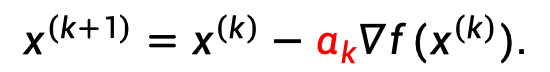 x^(k+1) = x^(k) − a_k∇f(x^(k)).